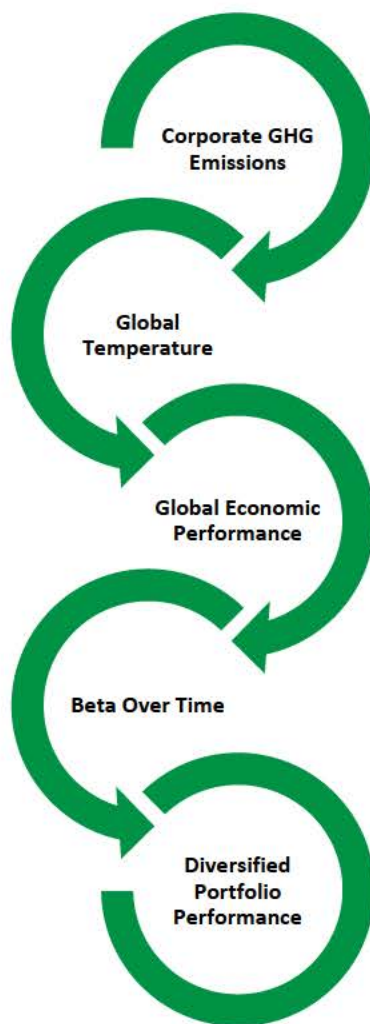 Corporate GHG
Emissions
Global
Temperature
Global Economic
Performance
Beta Over Time
Diversified
Portfolio
Performance